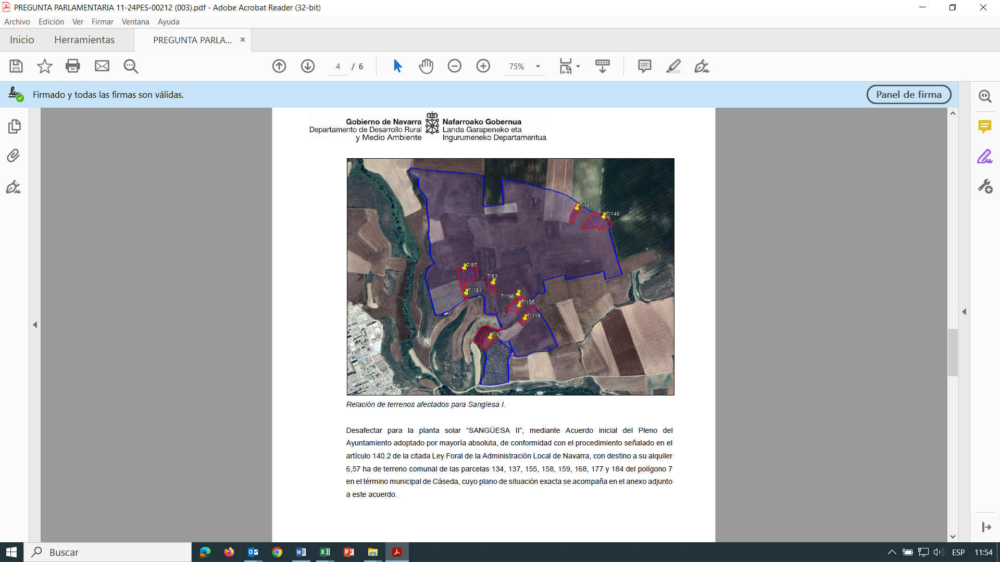 PREGUNTA PARLAMENTARIA 11-24PES-00212 (003).pdf - Adobe Acrobat Reader (32-bit)
Archivo Edición Ver Firmar Ventana Ayuda
Inicio Herramientas PREGUNTA PARLA... ×
4 / 6 75%
Firmado y todas las firmas son válidas.
Panel de firma
Gobierno de Navarra
Departamento de Desarrollo Rural
y Medio Ambiente
Nafarroako Gobernua
Landa Garapeneko eta
Ingurumeneko Departamentua
7/145
7/146
7/87
7/83
7/181
7/196
7/195
7/116
7/65
Relación de terrenos afectados para Sangïesa I.
Desafectar para la planta solar “SANGÜESA II”, mediante Acuerdo inicial del Pleno del
Ayuntamiento adoptado por mayoría absoluta, de conformidad con el procedimiento señalado en el
artículo 140.2 de la citada Ley Foral de la Administración Local de Navarra, con destino a su alquiler
6,57 ha de terreno comunal de las parcelas 134, 137, 155, 158, 159, 168, 177 y 184 del polígono 7
en el término municipal de Cáseda, cuyo plano de situación exacta se acompaña en el anexo adjunto
a este acuerdo.
Buscar
ESP 11:54